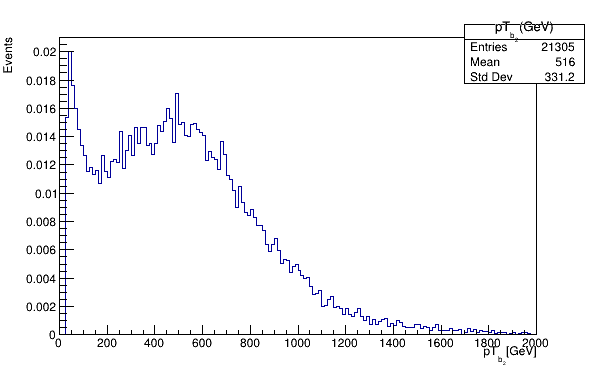 pT_b_2 (GeV)
Entries 21305
Mean 516
Std Dev 331.2
Events
0.02
0.018
0.016
0.014
0.012
0.01
0.008
0.006
0.004
0.002
0
0 200 400 600 800 1000 1200 1400 1600 1800 2000
pT_b_2 [GeV]